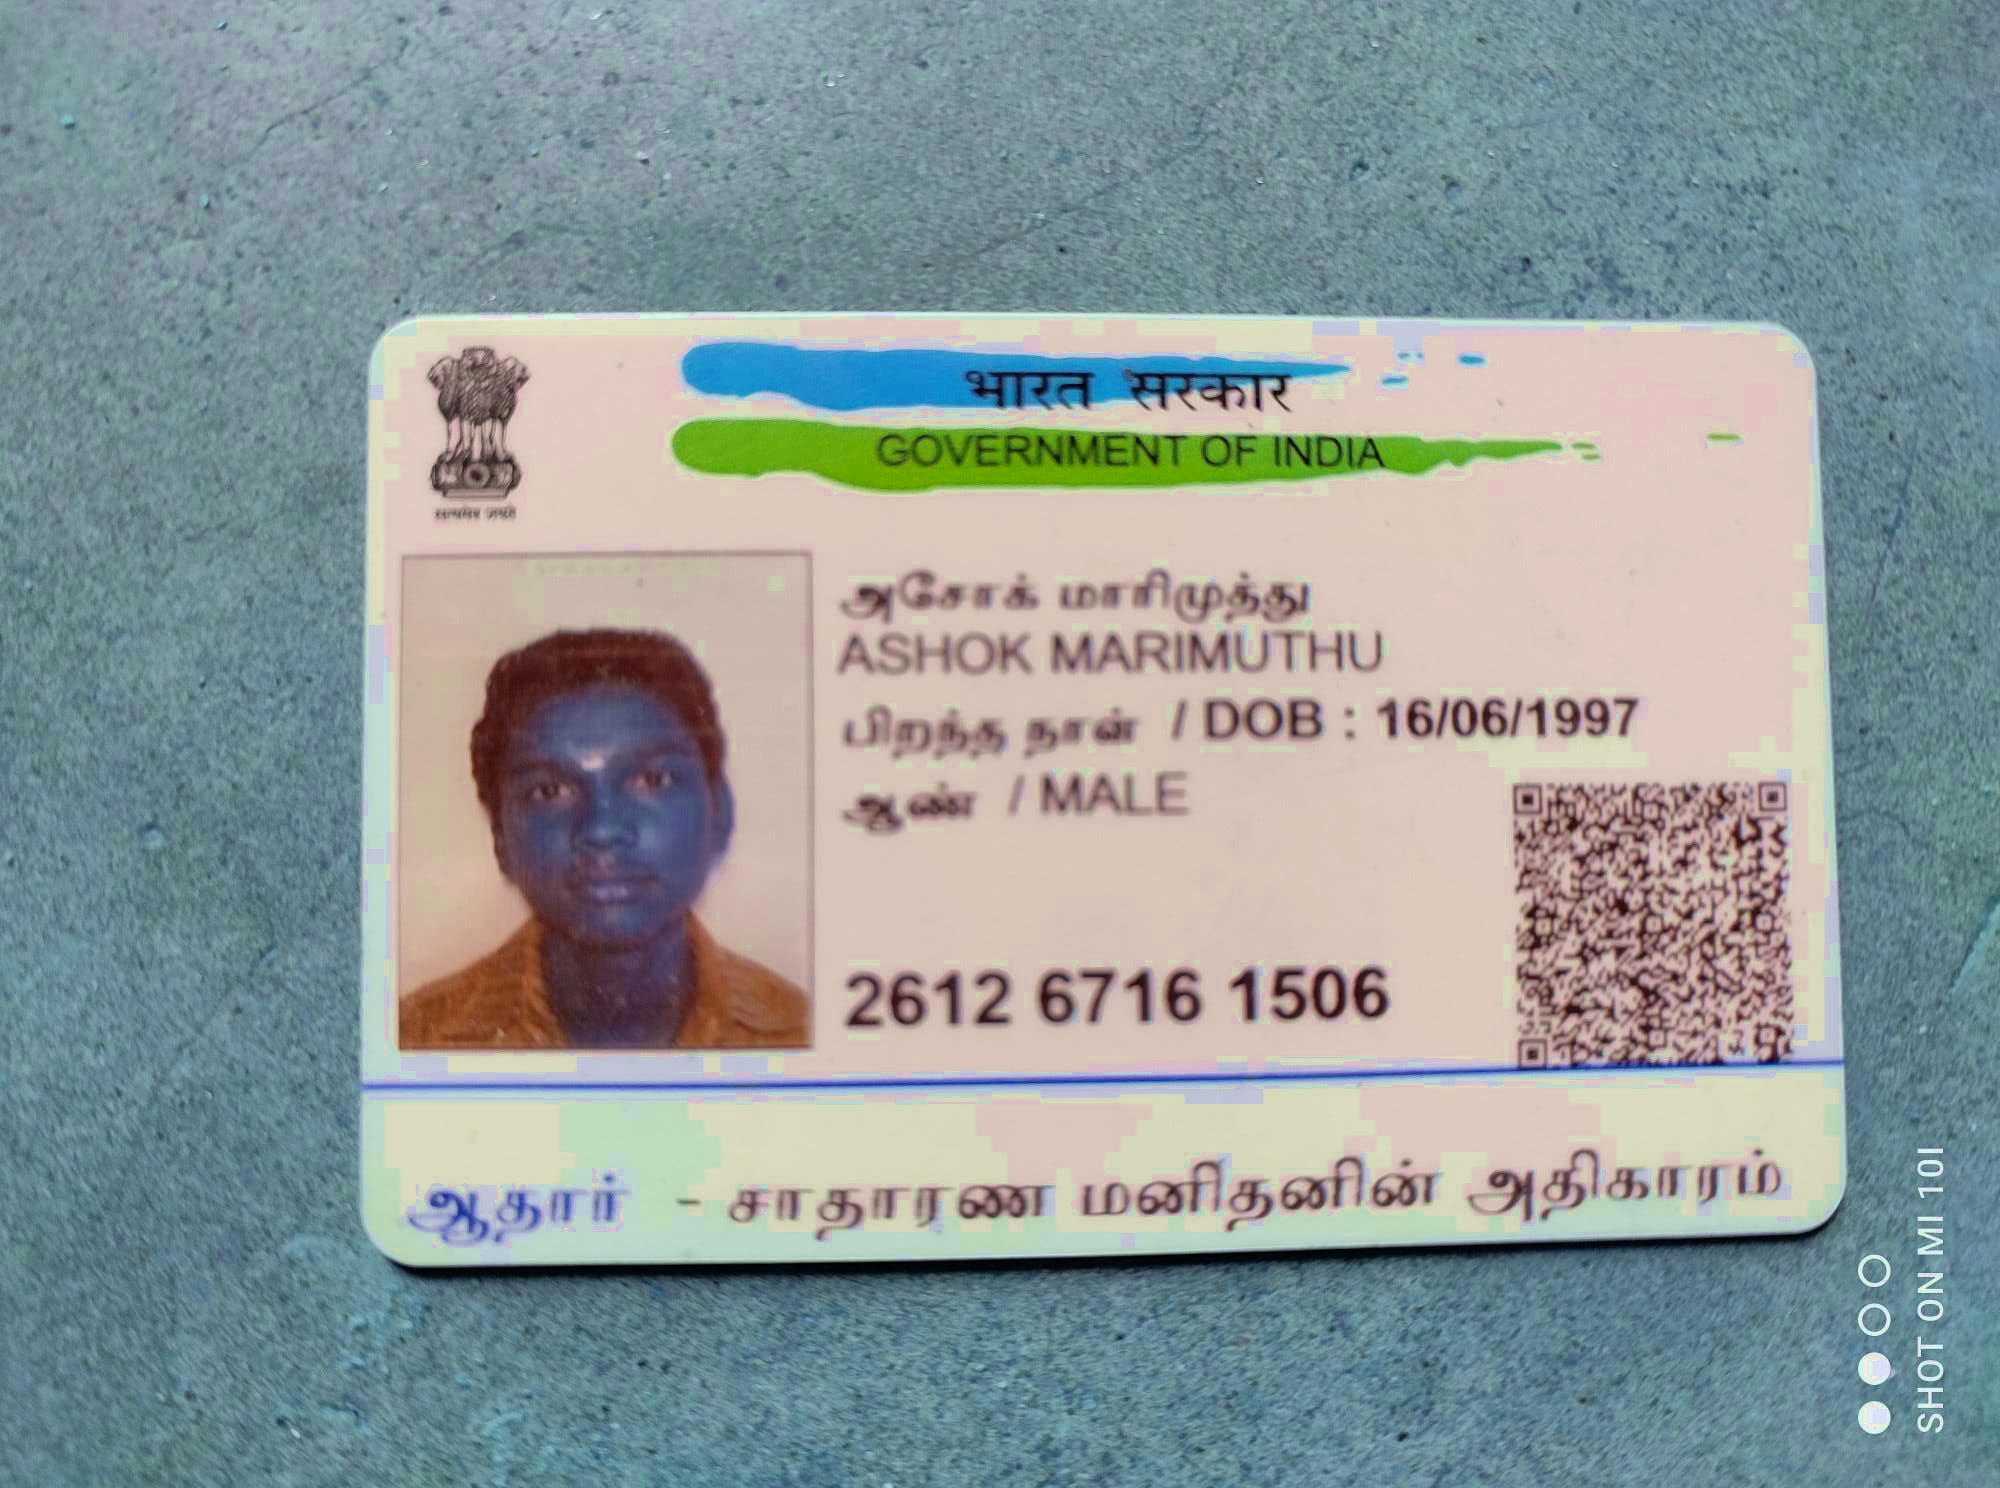 भारत सरकार
GOVERNMENT OF INDIA
सत्यमेव जयते
அசோக் மாரிமுத்து
ASHOK MARIMUTHU
பிறந்த நாள் / DOB : 16/06/1997
ஆண் / MALE
2612 6716 1506
ஆதார் - சாதாரண மனிதனின் அதிகாரம்
SHOT ON MI 10I